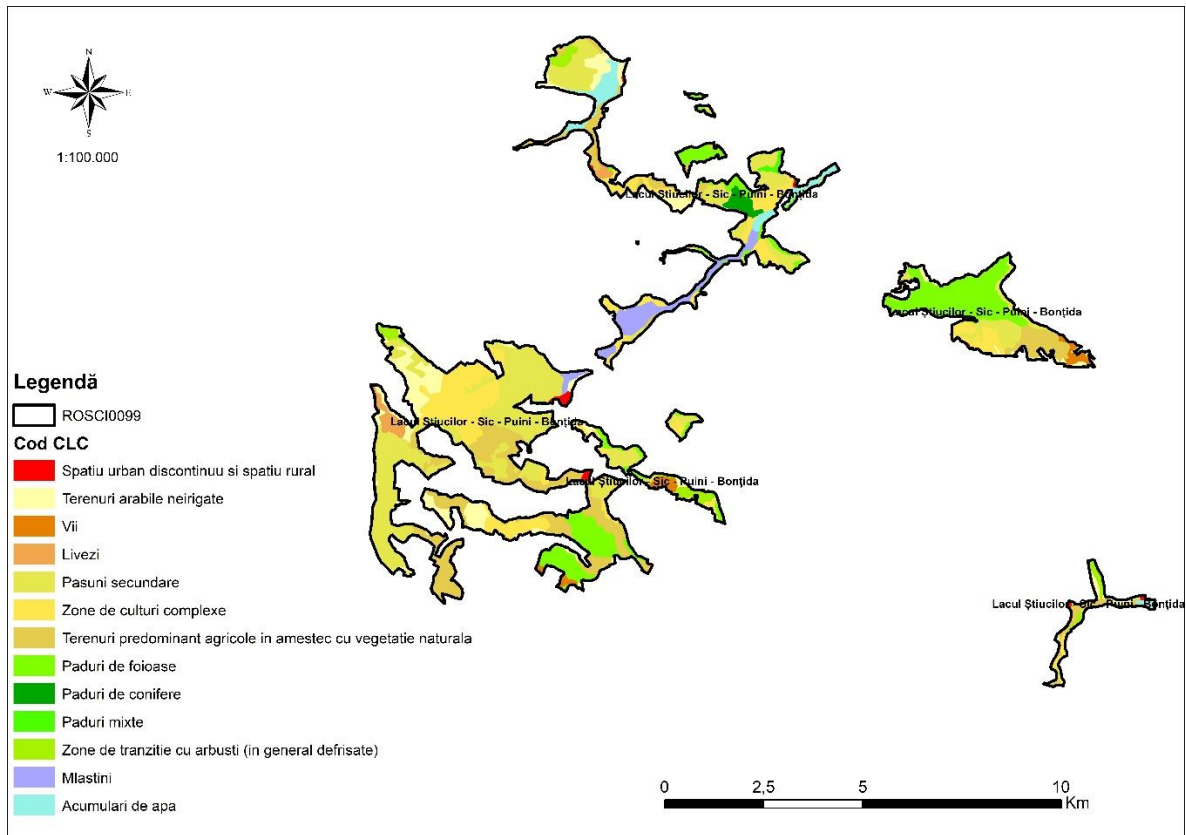 N
W
E
S
1:100.000
Lacul Știucilor - Sic - Puini - Bonțida
Lacul Știucilor - Sic - Puini - Bonțida
Lacul Știucilor - Sic - Puini - Bonțida
Lacul Știucilor - Sic - Puini - Bonțida
Lacul Știucilor - Sic - Puini - Bonțida
Legendă
ROSCI0099
Cod CLC
Spatiu urban discontinuu si spatiu rural
Terenuri arabile neirigate
Vii
Livezi
Pasuni secundare
Zone de culturi complexe
Terenuri predominant agricole in amestec cu vegetatie naturala
Paduri de foioase
Paduri de conifere
Paduri mixte
Zone de tranzitie cu arbusti (in general defrisate)
Mlastini
Acumulari de apa
0 2,5 5 10
Km